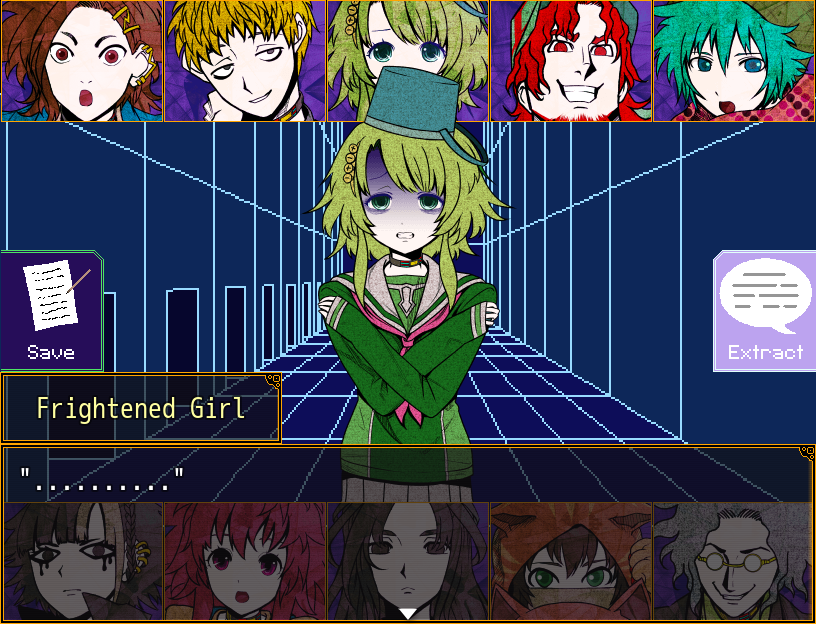 Save
Extract
Frightened Girl
".........."